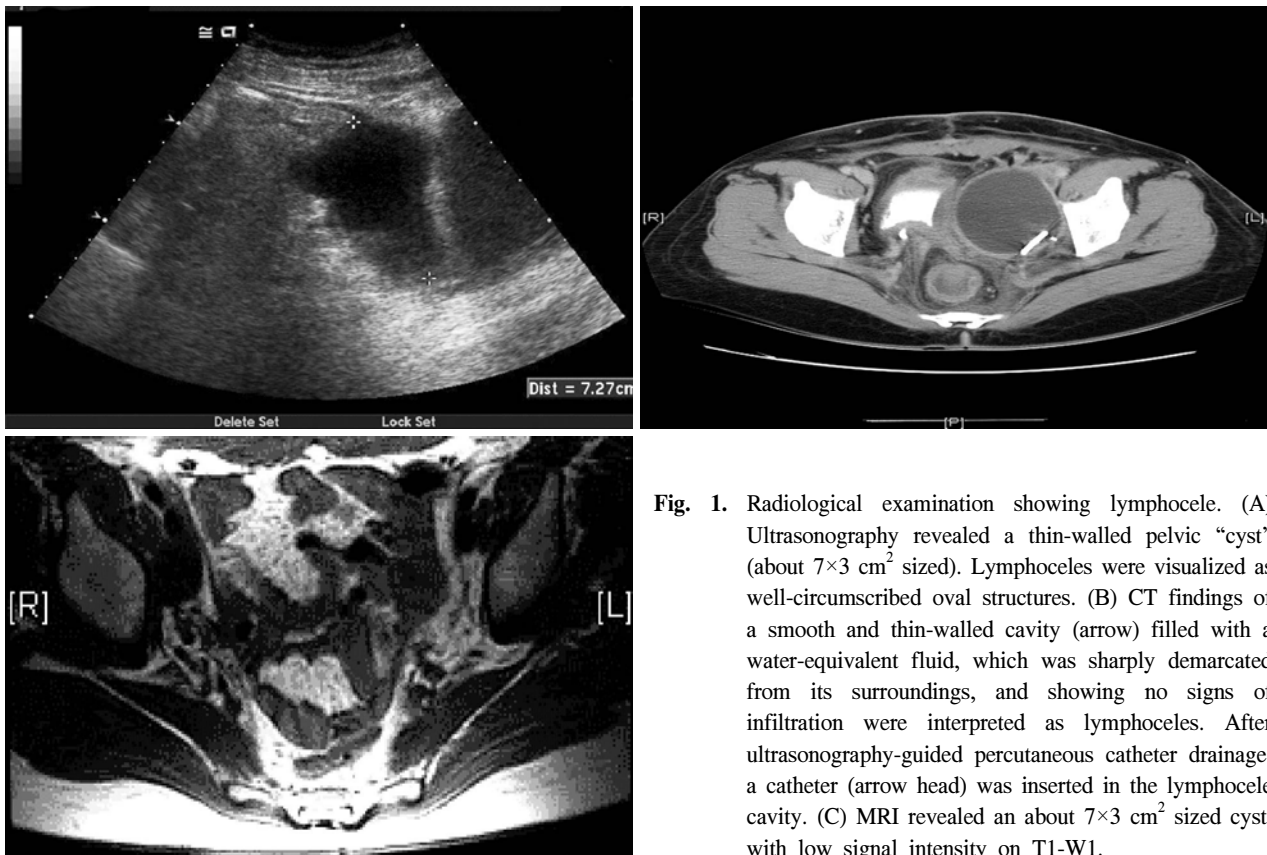 Dist = 7.27cm
Delete Set Lock Set
[R] [L]
[P]
[R] [L]
Fig. 1. Radiological examination showing lymphocele. (A)
Ultrasonography revealed a thin-walled pelvic “cyst”
(about 7×3 cm² sized). Lymphoceles were visualized as
well-circumscribed oval structures. (B) CT findings of
a smooth and thin-walled cavity (arrow) filled with a
water-equivalent fluid, which was sharply demarcated
from its surroundings, and showing no signs of
infiltration were interpreted as lymphoceles. After
ultrasonography-guided percutaneous catheter drainage,
a catheter (arrow head) was inserted in the lymphocele
cavity. (C) MRI revealed an about 7×3 cm² sized cyst
with low signal intensity on T1-W1.